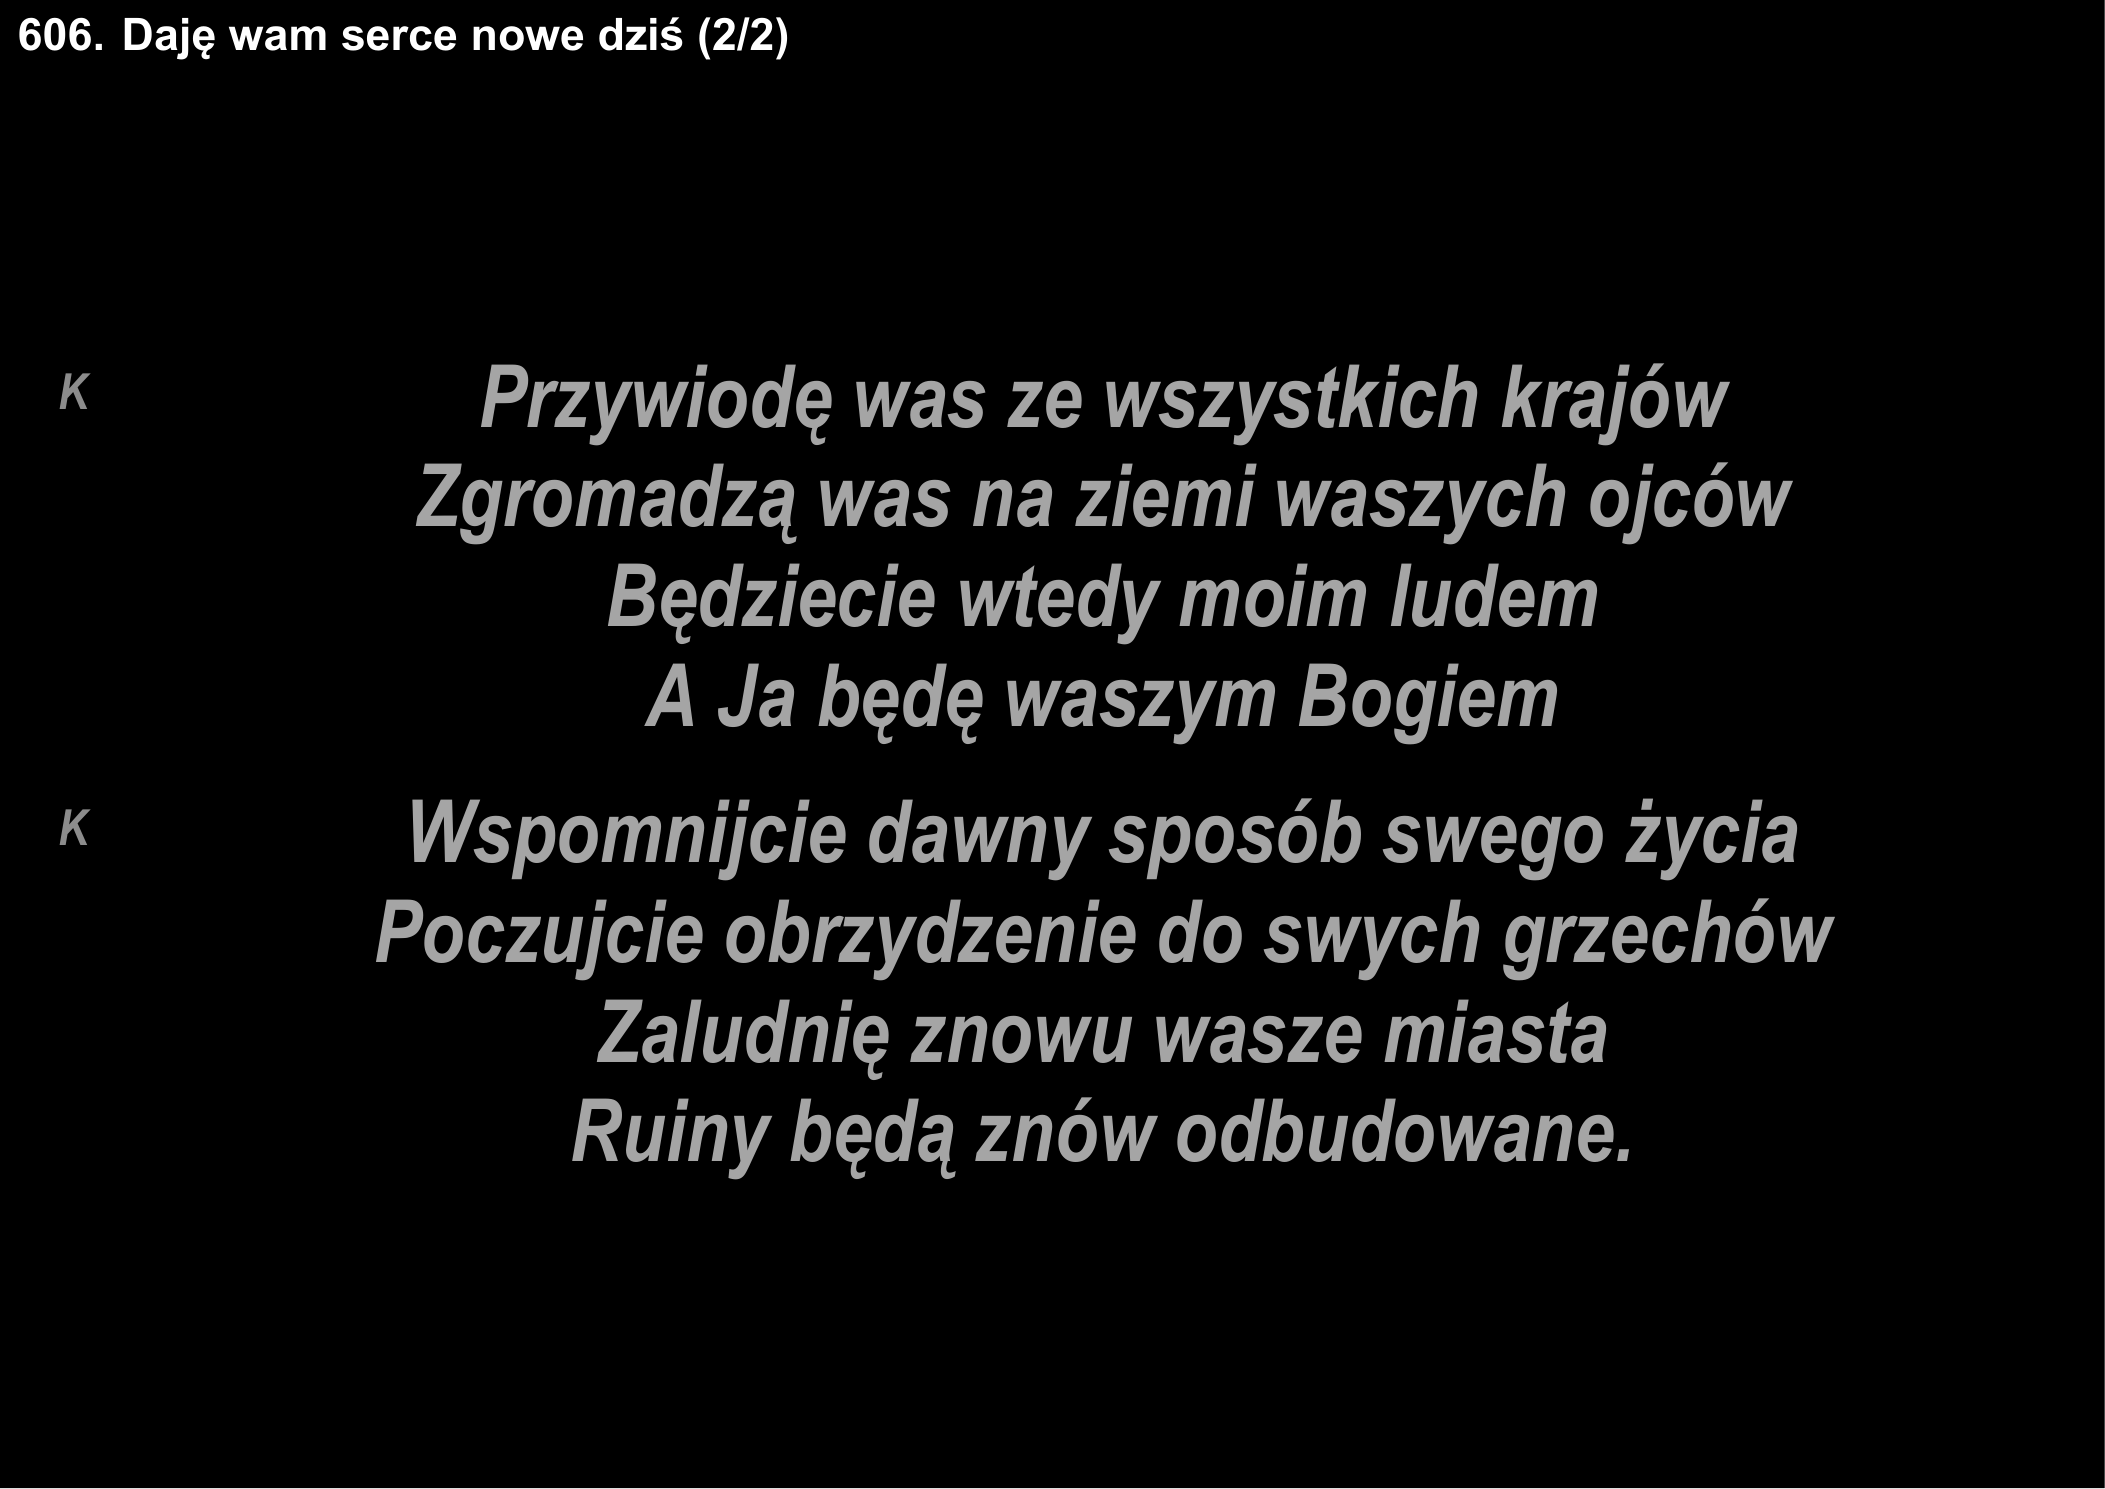 606. Daję wam serce nowe dziś (2/2)
K Przywiodę was ze wszystkich krajów
Zgromadzą was na ziemi waszych ojców
Będziecie wtedy moim ludem
A Ja będę waszym Bogiem
K Wspomnijcie dawny sposób swego życia
Poczujcie obrzydzenie do swych grzechów
Zaludnię znowu wasze miasta
Ruiny będą znów odbudowane.